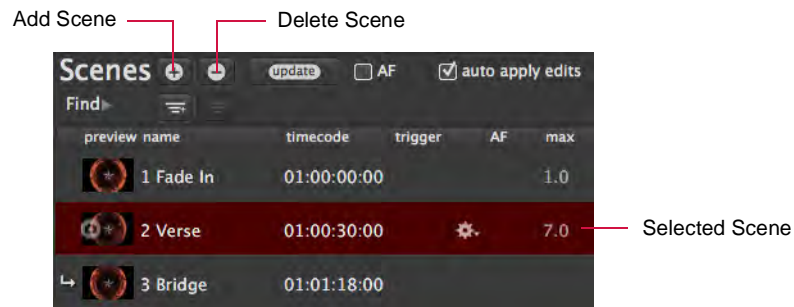 Add Scene
Delete Scene
Scenes update AF auto apply edits
Find
preview name timecode trigger AF max
1 Fade In 01:00:00:00 1.0
2 Verse 01:00:30:00 7.0
Selected Scene
3 Bridge 01:01:18:00